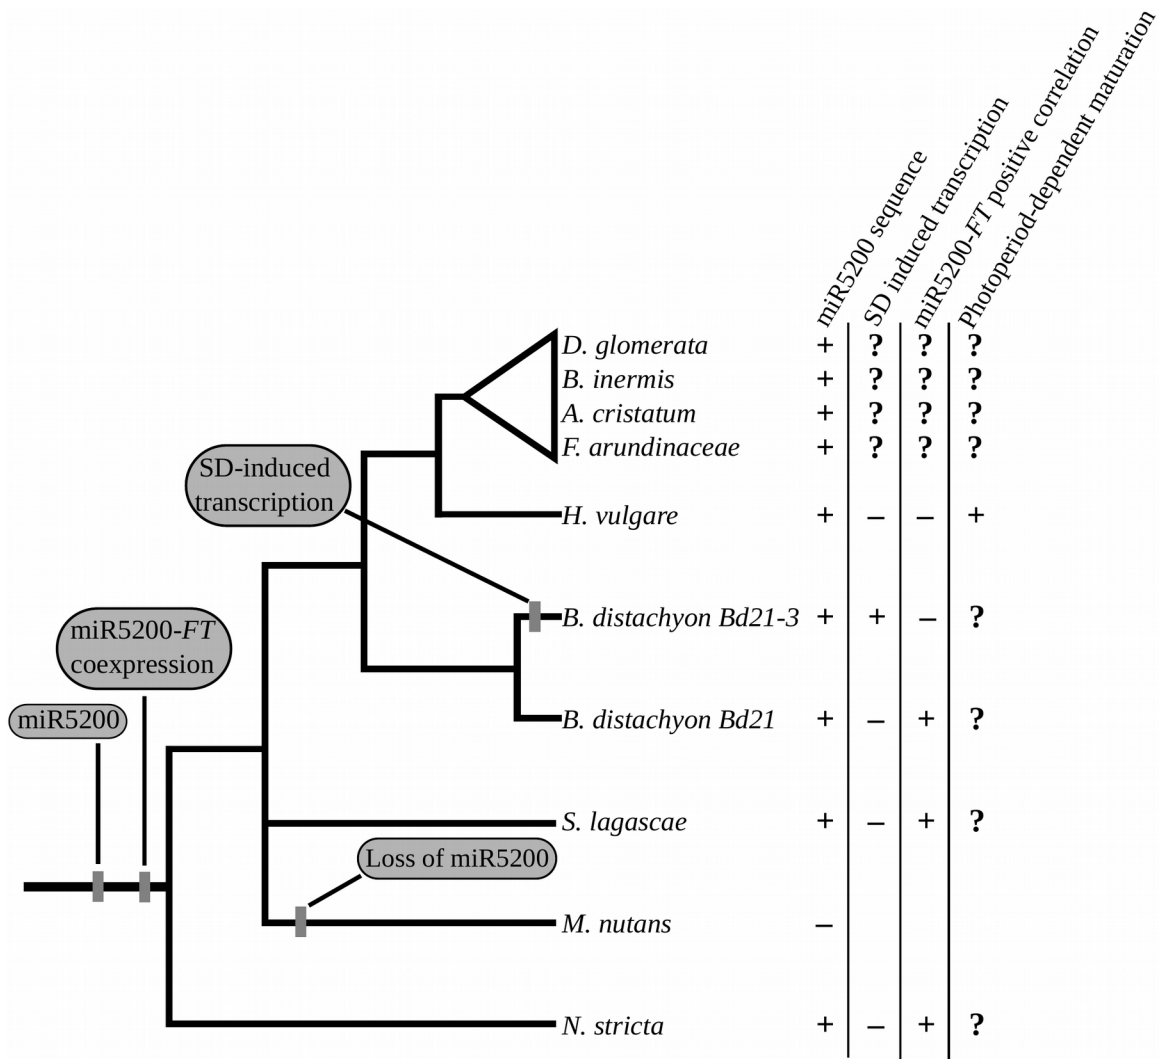 miR5200 sequence
SD induced transcription
miR5200-FT positive correlation
Photoperiod-dependent maturation
D. glomerata + ? ? ?
B. inermis + ? ? ?
A. cristatum + ? ? ?
F. arundinaceae + ? ? ?
SD-induced
transcription
H. vulgare + – – +
B. distachyon Bd21-3 + + – ?
miR5200-FT
coexpression
miR5200
B. distachyon Bd21 + – + ?
S. lagascae + – + ?
Loss of miR5200
M. nutans –
N. stricta + – + ?